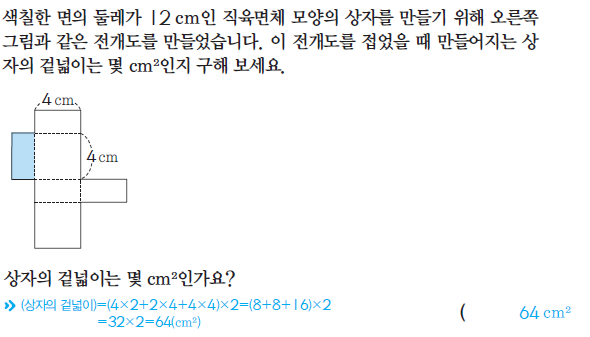 색칠한 면의 둘레가 12 cm인 직육면체 모양의 상자를 만들기 위해 오른쪽
그림과 같은 전개도를 만들었습니다. 이 전개도를 접었을 때 만들어지는 상
자의 겉넓이는 몇 cm²인지 구해 보세요.
4 cm
4 cm
상자의 겉넓이는 몇 cm²인가요?
(상자의 겉넓이)=(4×2+2×4+4×4)×2=(8+8+16)×2
=32×2=64(cm²)
( 64 cm²